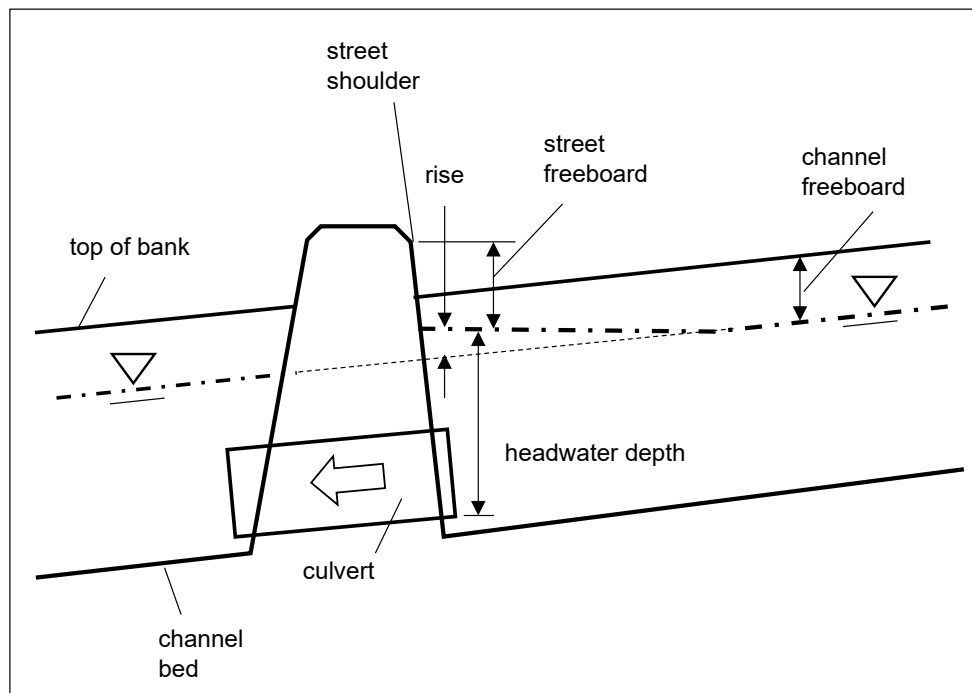 street
shoulder
street
freeboard
rise
channel
freeboard
top of bank
headwater depth
culvert
channel
bed